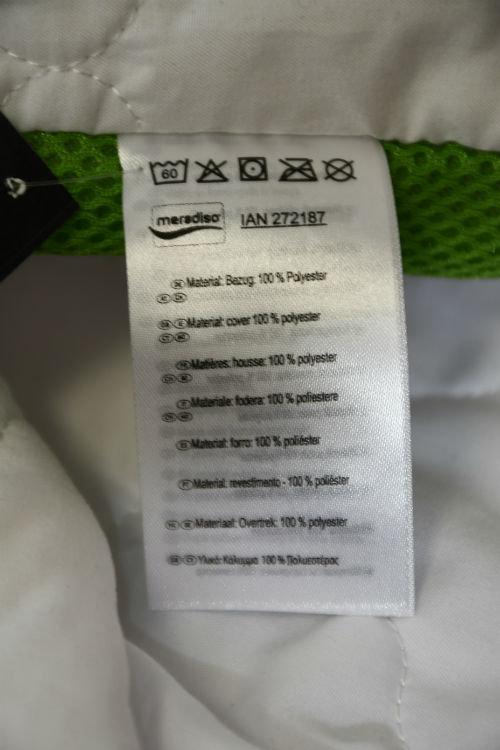 60
meradiso IAN 272187
DE Material: Bezug: 100 % Polyester
Material: cover 100 % polyester
Matières: housse: 100 % polyester
Materiale: fodera: 100 % poliestere
Material: forro: 100 % poliéster
Material: revestimento - 100 % poliéster
Materiaal: Overtrek: 100 % polyester
Υλικό: Κάλυμμα 100 % Πολυεστέρας